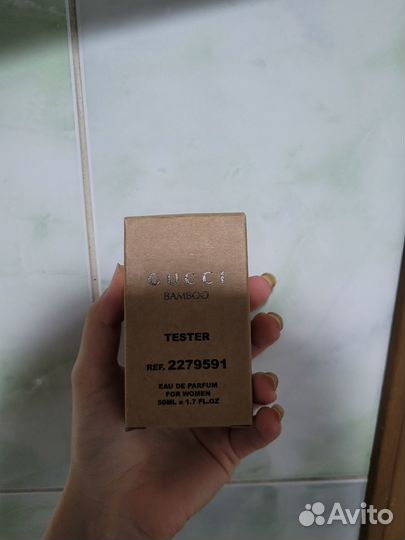 GUCCI
BAMBOO
TESTER
REF. 2279591
EAU DE PARFUM
FOR WOMEN
50ML e 1.7 FL.OZ
Avito